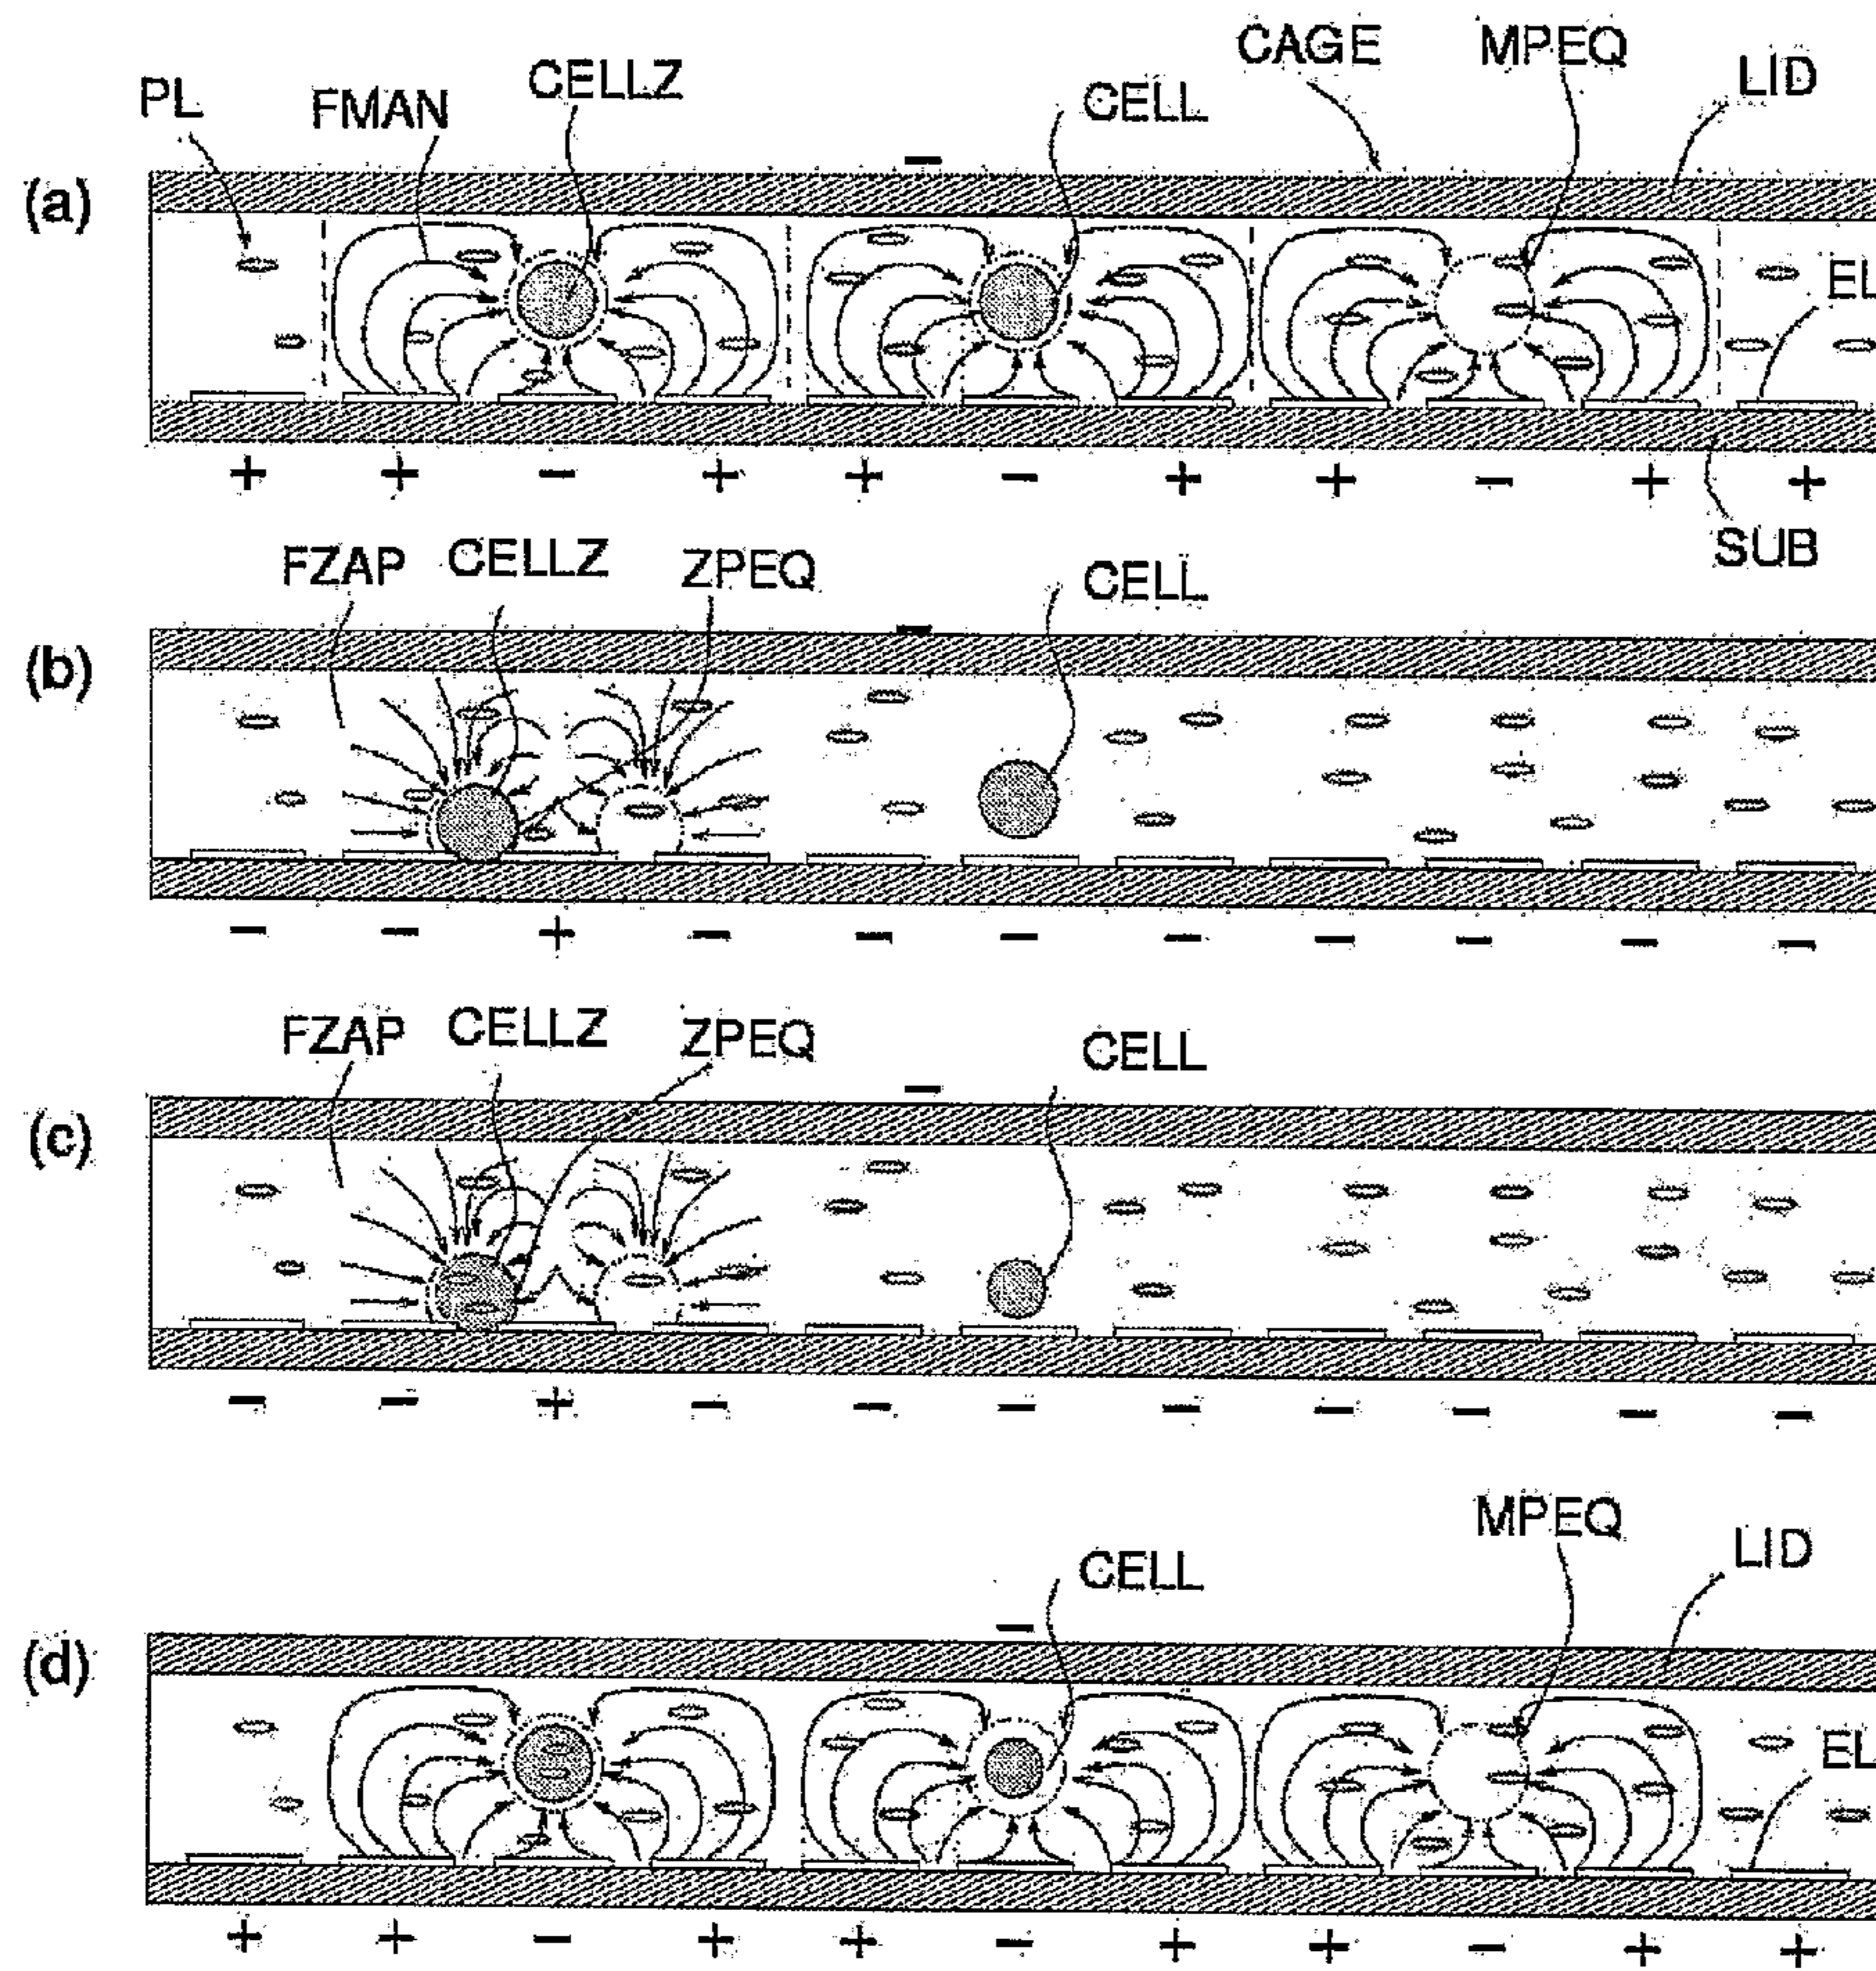 CAGE MPEQ
PL FMAN CELLZ CELL LID
−
(a)
EL
+ + − + + − + + − + +
SUB
FZAP CELLZ ZPEQ CELL
−
(b)
− − + − − − − − − − −
FZAP CELLZ ZPEQ CELL
−
(c)
− − + − − − − − − − −
MPEQ
CELL LID
−
(d)
EL
+ + − + + − + + − + +